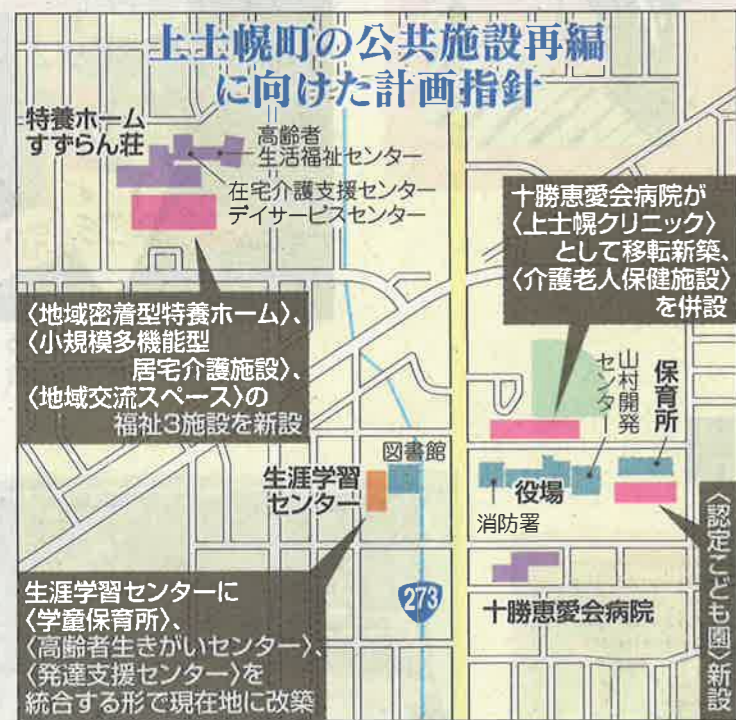 上士幌町の公共施設再編
に向けた計画指針
特養ホーム
すずらん荘
高齢者
生活福祉センター
在宅介護支援センター
デイサービスセンター
十勝恵愛会病院が
〈上士幌クリニック〉
として移転新築、
〈介護老人保健施設〉
を併設
〈地域密着型特養ホーム〉、
〈小規模多機能型
居宅介護施設〉、
〈地域交流スペース〉の
福祉3施設を新設
山村開発
センター
保育所
図書館
生涯学習
センター
役場
消防署
〈認定こども園〉新設
生涯学習センターに
〈学童保育所〉、
〈高齢者生きがいセンター〉、
〈発達支援センター〉を
統合する形で現在地に改築
273
十勝恵愛会病院